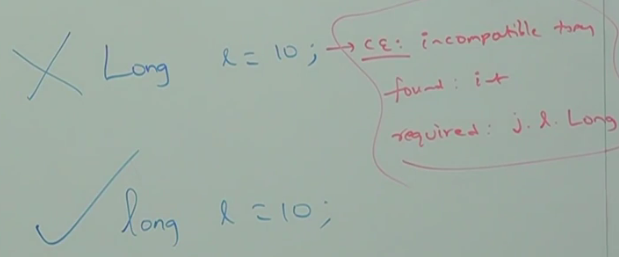 Long l = 10; → CE: incompatible types
found: int
required: j.l.Long
long l = 10;